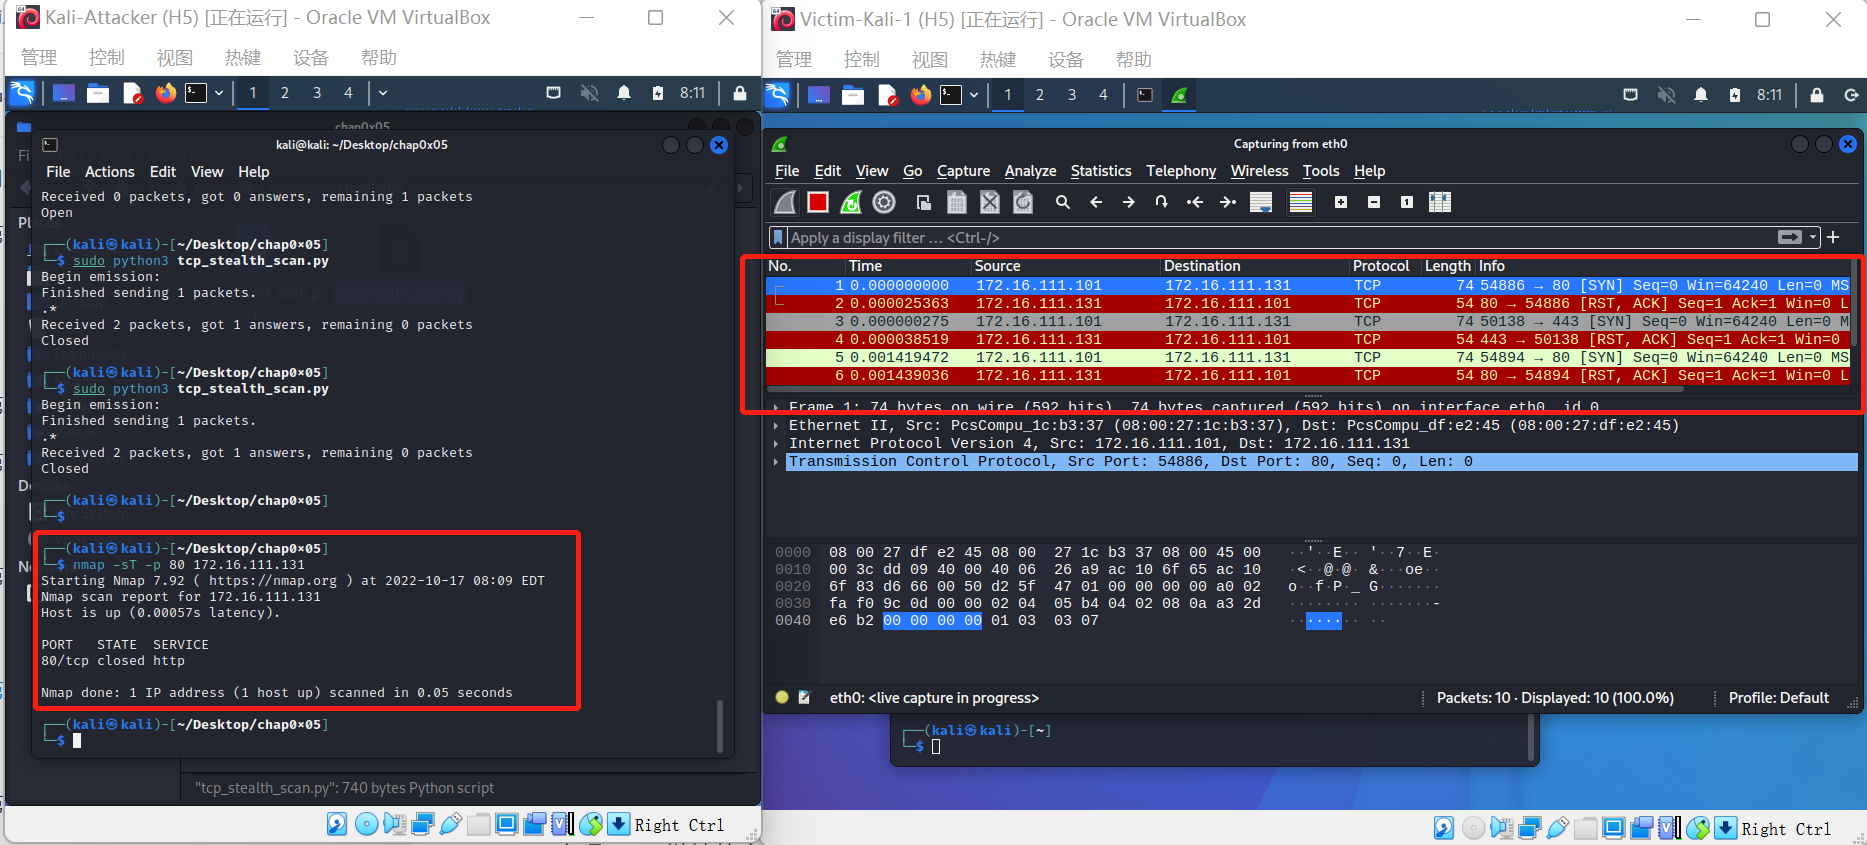 Kali-Attacker (H5) [正在运行] - Oracle VM VirtualBox
管理 控制 视图 热键 设备 帮助
1 2 3 4 8:11
chap0x05
kali@kali: ~/Desktop/chap0x05
File Actions Edit View Help
Received 0 packets, got 0 answers, remaining 1 packets
Open
┌──(kali㉿kali)-[~/Desktop/chap0×05]
└─$ sudo python3 tcp_stealth_scan.py
Begin emission:
Finished sending 1 packets.
.*
Received 2 packets, got 1 answers, remaining 0 packets
Closed
┌──(kali㉿kali)-[~/Desktop/chap0×05]
└─$ sudo python3 tcp_stealth_scan.py
Begin emission:
Finished sending 1 packets.
.*
Received 2 packets, got 1 answers, remaining 0 packets
Closed
┌──(kali㉿kali)-[~/Desktop/chap0×05]
└─$
┌──(kali㉿kali)-[~/Desktop/chap0×05]
└─$ nmap -sT -p 80 172.16.111.131
Starting Nmap 7.92 ( https://nmap.org ) at 2022-10-17 08:09 EDT
Nmap scan report for 172.16.111.131
Host is up (0.00057s latency).
PORT STATE SERVICE
80/tcp closed http
Nmap done: 1 IP address (1 host up) scanned in 0.05 seconds
┌──(kali㉿kali)-[~/Desktop/chap0×05]
└─$
"tcp_stealth_scan.py": 740 bytes Python script
Right Ctrl
Victim-Kali-1 (H5) [正在运行] - Oracle VM VirtualBox
管理 控制 视图 热键 设备 帮助
1 2 3 4 8:11
Capturing from eth0
File Edit View Go Capture Analyze Statistics Telephony Wireless Tools Help
Apply a display filter ... <Ctrl-/>
No. Time Source Destination Protocol Length Info
1 0.000000000 172.16.111.101 172.16.111.131 TCP 74 54886 → 80 [SYN] Seq=0 Win=64240 Len=0 MS
2 0.000025363 172.16.111.131 172.16.111.101 TCP 54 80 → 54886 [RST, ACK] Seq=1 Ack=1 Win=0 L
3 0.000000275 172.16.111.101 172.16.111.131 TCP 74 50138 → 443 [SYN] Seq=0 Win=64240 Len=0 M
4 0.000038519 172.16.111.131 172.16.111.101 TCP 54 443 → 50138 [RST, ACK] Seq=1 Ack=1 Win=0
5 0.001419472 172.16.111.101 172.16.111.131 TCP 74 54894 → 80 [SYN] Seq=0 Win=64240 Len=0 MS
6 0.001439036 172.16.111.131 172.16.111.101 TCP 54 80 → 54894 [RST, ACK] Seq=1 Ack=1 Win=0 L
Frame 1: 74 bytes on wire (592 bits), 74 bytes captured (592 bits) on interface eth0, id 0
Ethernet II, Src: PcsCompu_1c:b3:37 (08:00:27:1c:b3:37), Dst: PcsCompu_df:e2:45 (08:00:27:df:e2:45)
Internet Protocol Version 4, Src: 172.16.111.101, Dst: 172.16.111.131
Transmission Control Protocol, Src Port: 54886, Dst Port: 80, Seq: 0, Len: 0
0000 08 00 27 df e2 45 08 00 27 1c b3 37 08 00 45 00 ··'··E·· '··7··E·
0010 00 3c dd 09 40 00 40 06 26 a9 ac 10 6f 65 ac 10 ·<··@·@· &···oe··
0020 6f 83 d6 66 00 50 d2 5f 47 01 00 00 00 00 a0 02 o··f·P·_ G·······
0030 fa f0 9c 0d 00 00 02 04 05 b4 04 02 08 0a a3 2d ········ ·······-
0040 e6 b2 00 00 00 00 01 03 03 07 ········ ··
eth0: <live capture in progress> Packets: 10 · Displayed: 10 (100.0%) Profile: Default
┌──(kali㉿kali)-[~]
└─$
Right Ctrl